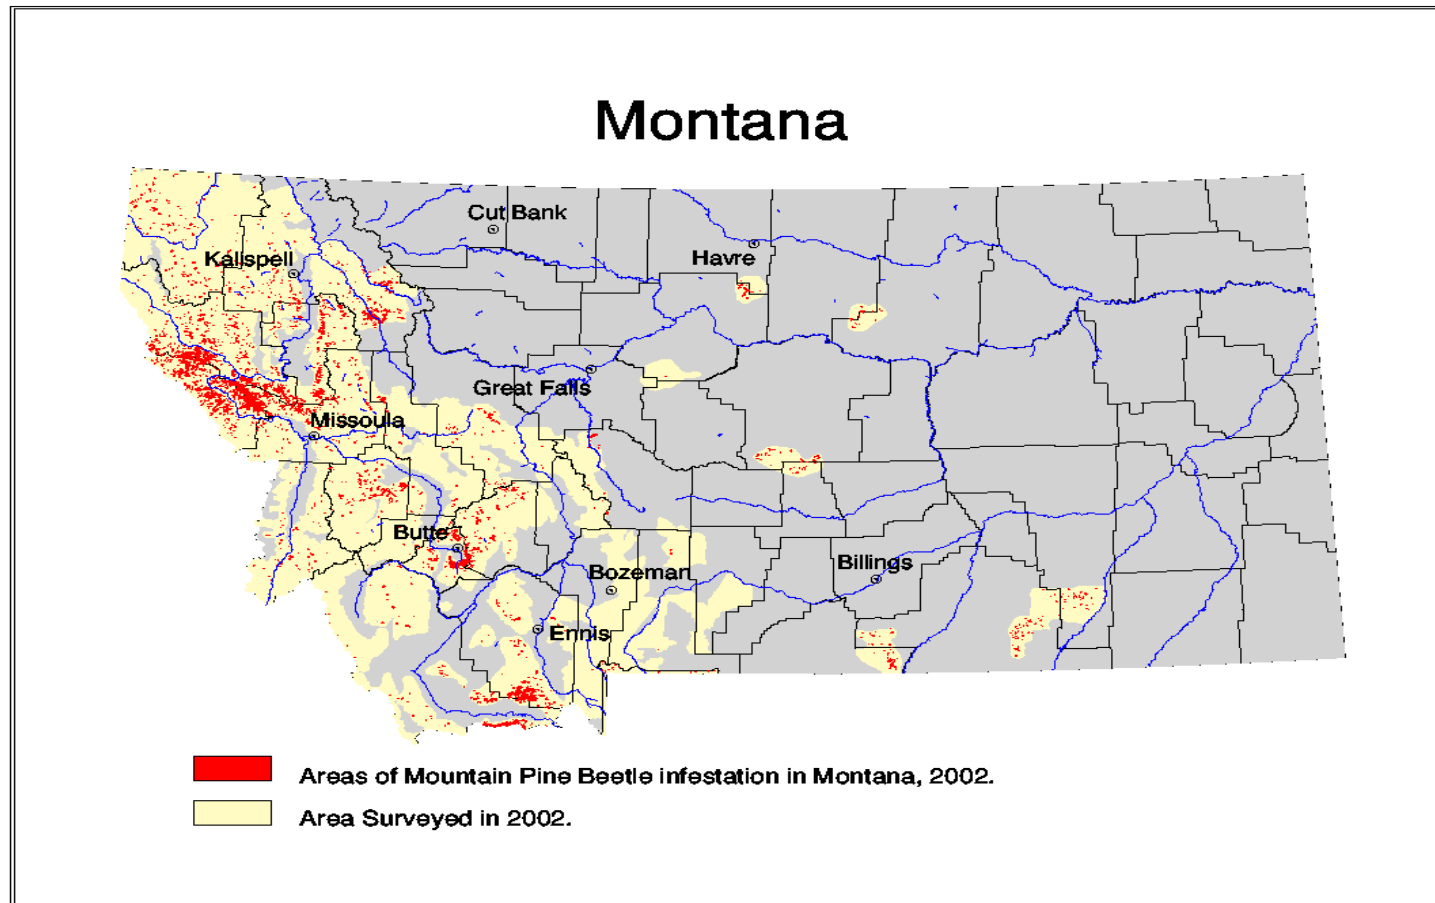 Montana
Cut Bank
Havre
Kalispell
Great Falls
Missoula
Butte
Billings
Bozeman
Ennis
Areas of Mountain Pine Beetle infestation in Montana, 2002.
Area Surveyed in 2002.